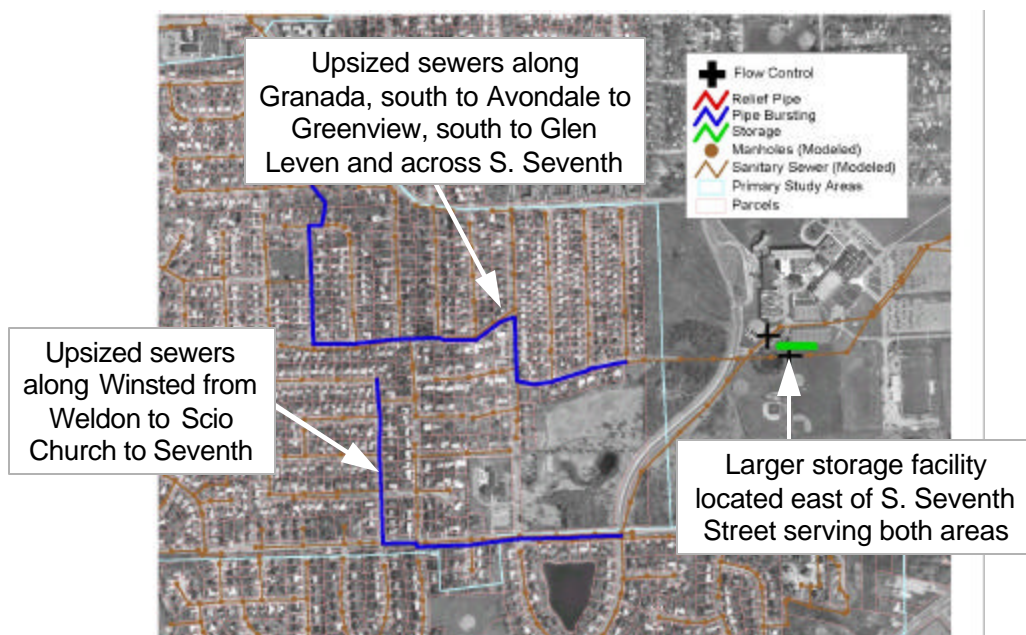 Upsized sewers along
Granada, south to Avondale to
Greenview, south to Glen
Leven and across S. Seventh
Flow Control
Relief Pipe
Pipe Bursting
Storage
Manholes (Modeled)
Sanitary Sewer (Modeled)
Primary Study Areas
Parcels
Upsized sewers
along Winsted from
Weldon to Scio
Church to Seventh
Larger storage facility
located east of S. Seventh
Street serving both areas